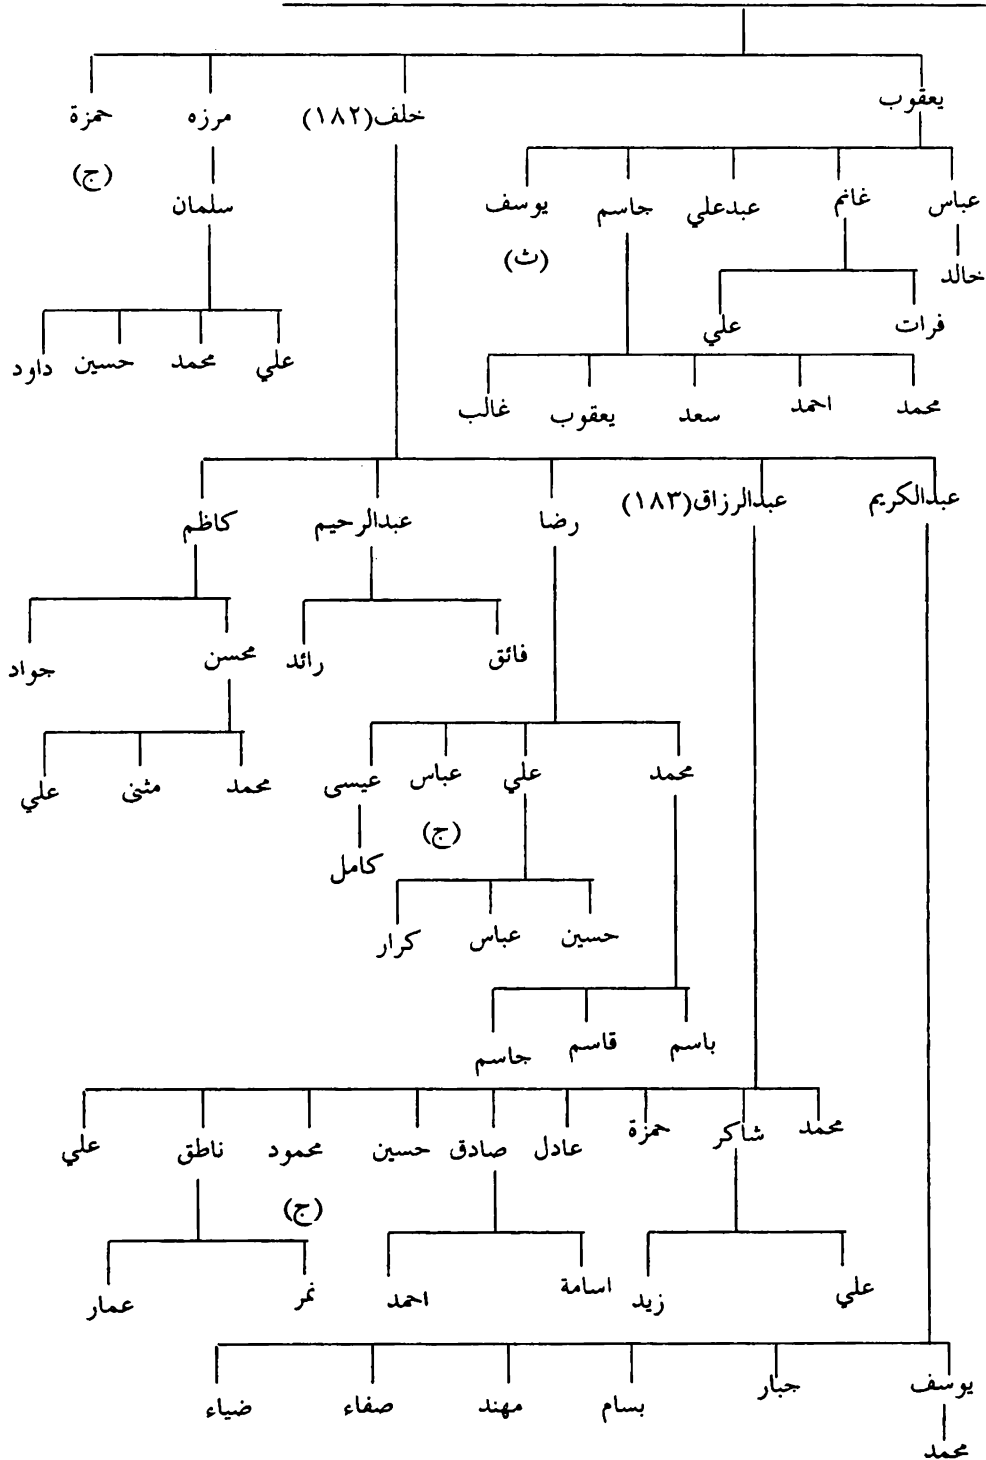 يعقوب خلف (١٨٢) مرزه حمزة
(ج)
عباس غانم عبدعلي جاسم يوسف سلمان
(ث)
خالد
فرات علي
علي محمد حسين داود
محمد احمد سعد يعقوب غالب
عبدالكريم عبدالرزاق (١٨٣) رضا عبدالرحيم كاظم
فائق رائد محسن جواد
محمد علي عباس عيسى محمد مثنى علي
(ج)
كامل
حسين عباس كرار
باسم قاسم جاسم
محمد شاكر حمزة عادل صادق حسين محمود ناطق علي
(ج)
علي زيد اسامة احمد نمر عمار
يوسف جبار بسام مهند صفاء ضياء
محمد